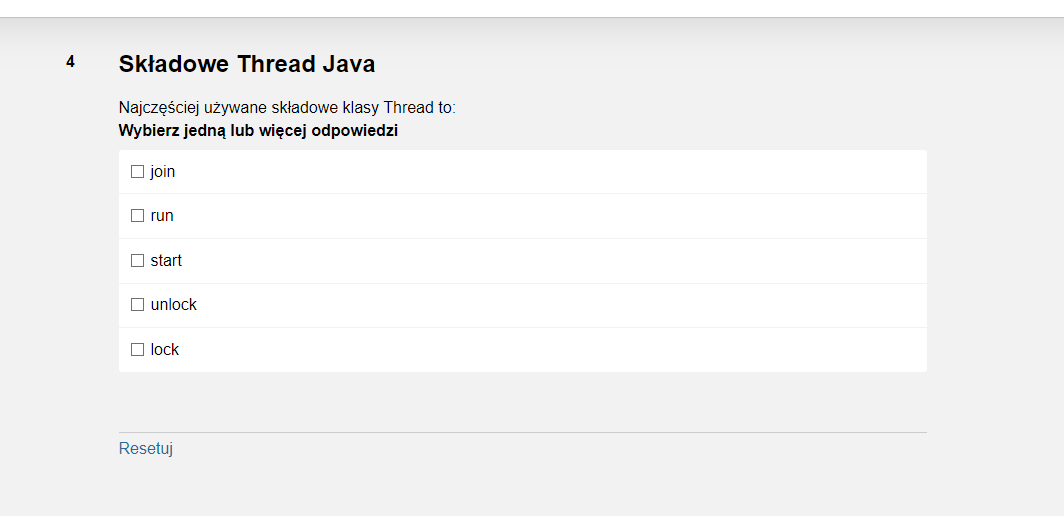 4
Składowe Thread Java
Najczęściej używane składowe klasy Thread to:
Wybierz jedną lub więcej odpowiedzi
join
run
start
unlock
lock
Resetuj